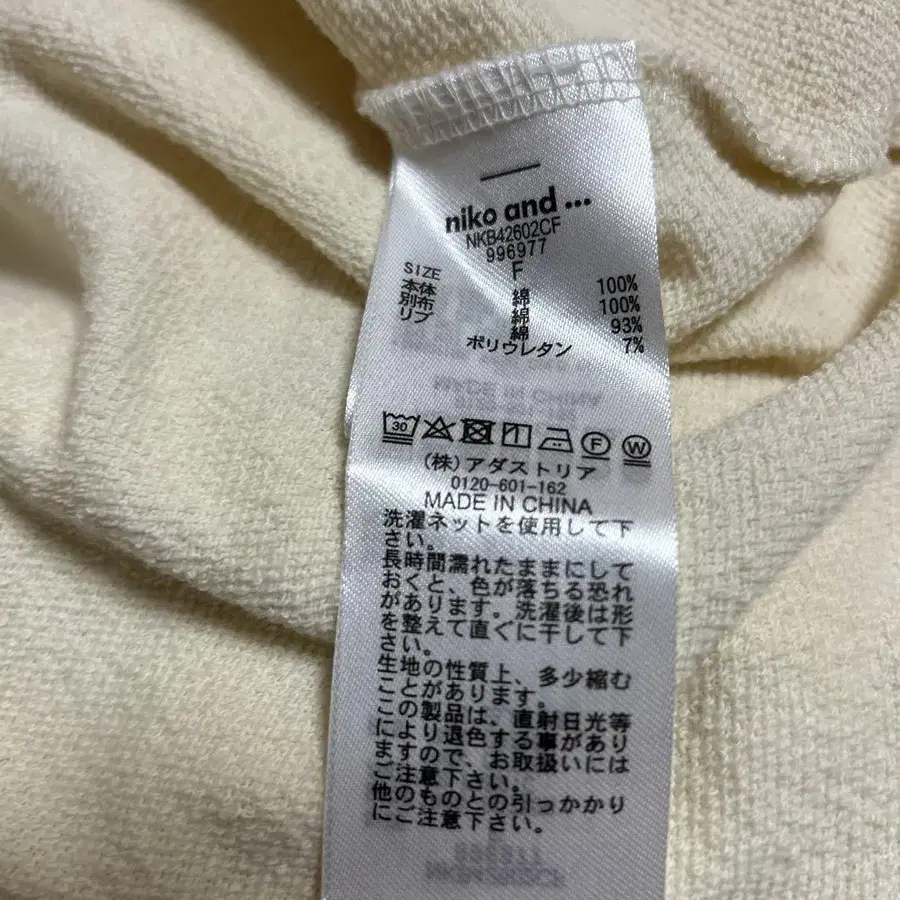 niko and ...
NKB42602CF
996977
SIZE F
本体 綿 100%
別布 綿 100%
リブ 綿 93%
ポリウレタン 7%
30
F
W
(株)アダストリア
0120-601-162
MADE IN CHINA
洗濯ネットを使用して下
さい。
長時間濡れたままにして
おくと、色が落ちる恐れ
があります。洗濯後は形
を整えて直ぐに干して下
さい。
生地の性質上、多少縮む
ことがあります。
この製品は、直射日光等
により退色する事があり
ますので、お取扱いには
ご注意下さい。
他のものとの引っかかり
にご注意下さい。